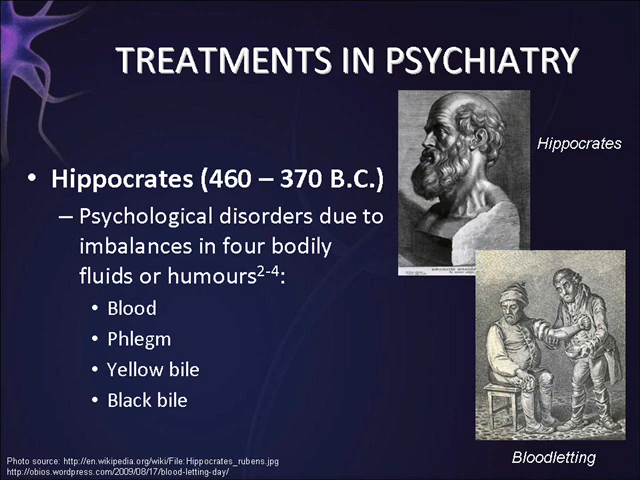 TREATMENTS IN PSYCHIATRY
Hippocrates
• Hippocrates (460 – 370 B.C.)
– Psychological disorders due to
imbalances in four bodily
fluids or humours2-4:
• Blood
• Phlegm
• Yellow bile
• Black bile
Bloodletting
Photo source: http://en.wikipedia.org/wiki/File:Hippocrates_rubens.jpg
http://obios.wordpress.com/2009/08/17/blood-letting-day/